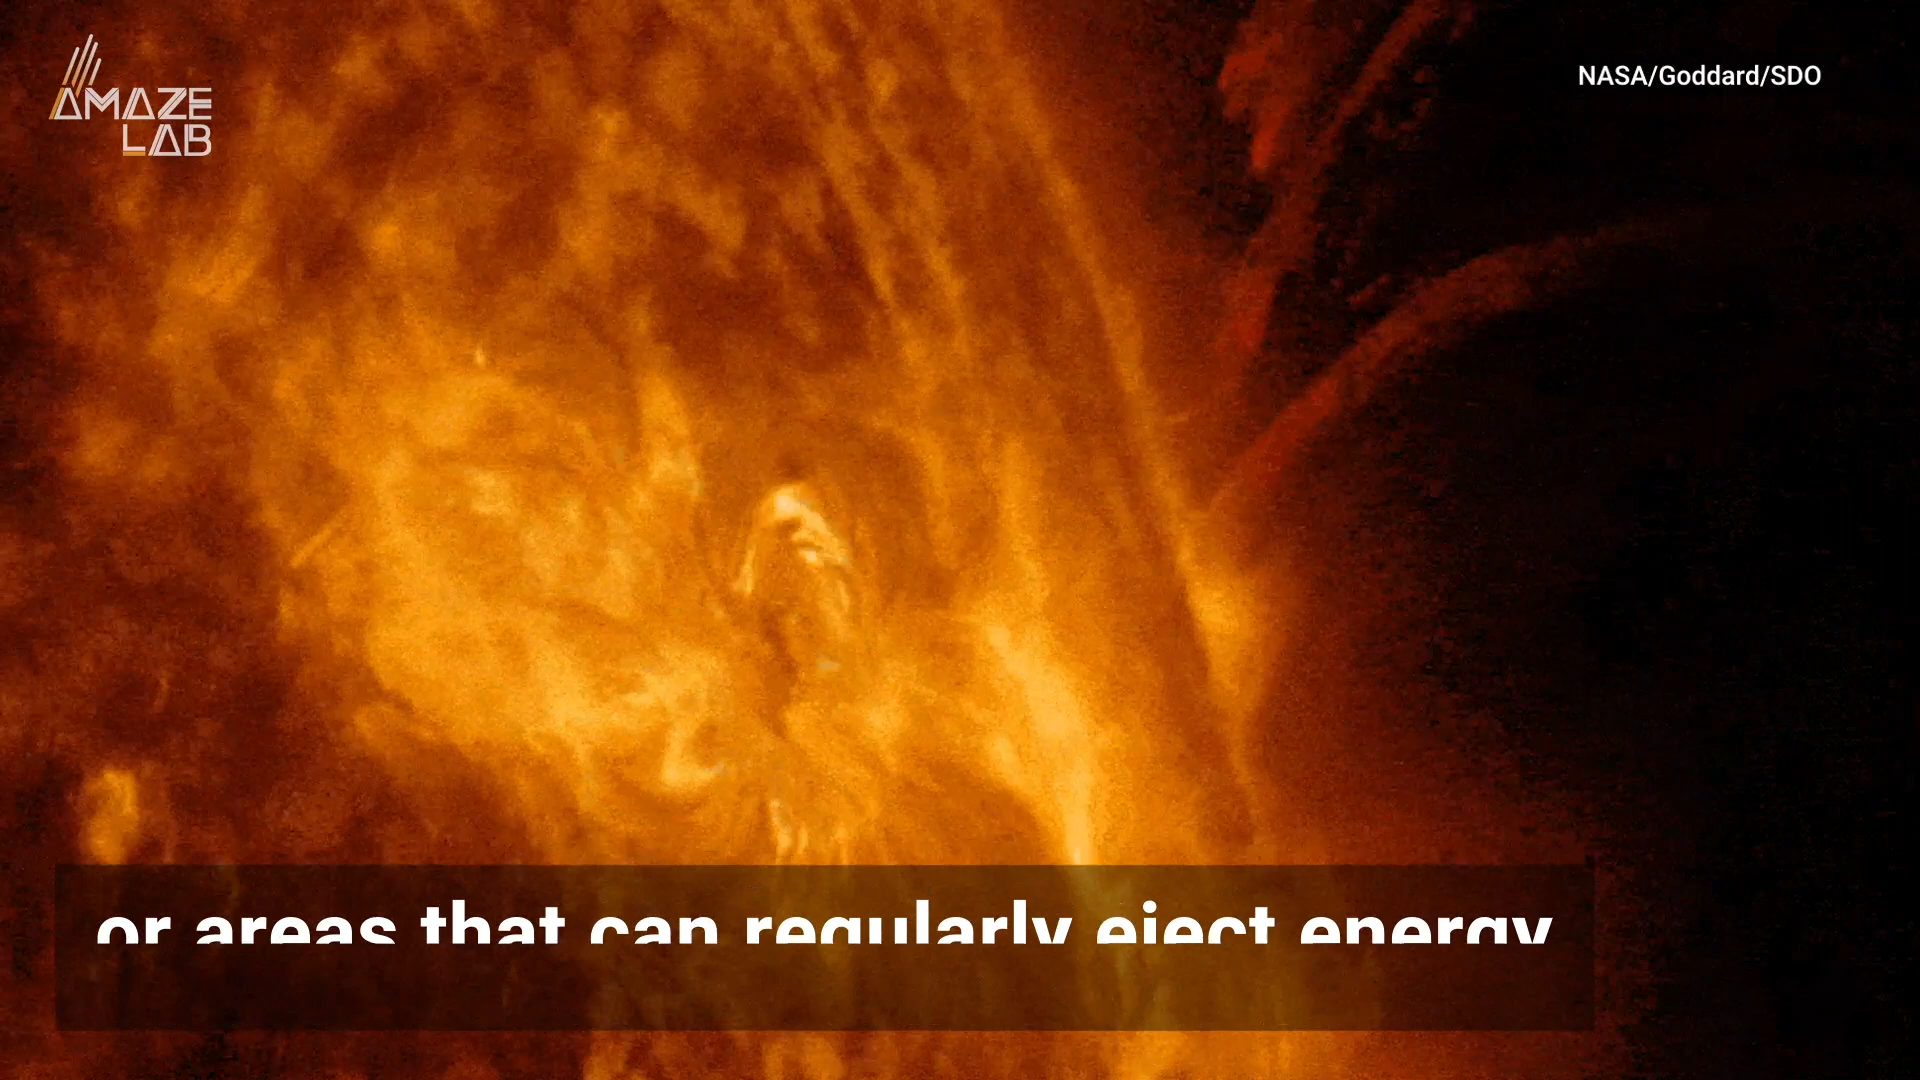 AMAZE
LAB
NASA/Goddard/SDO
or areas that can regularly eject energy